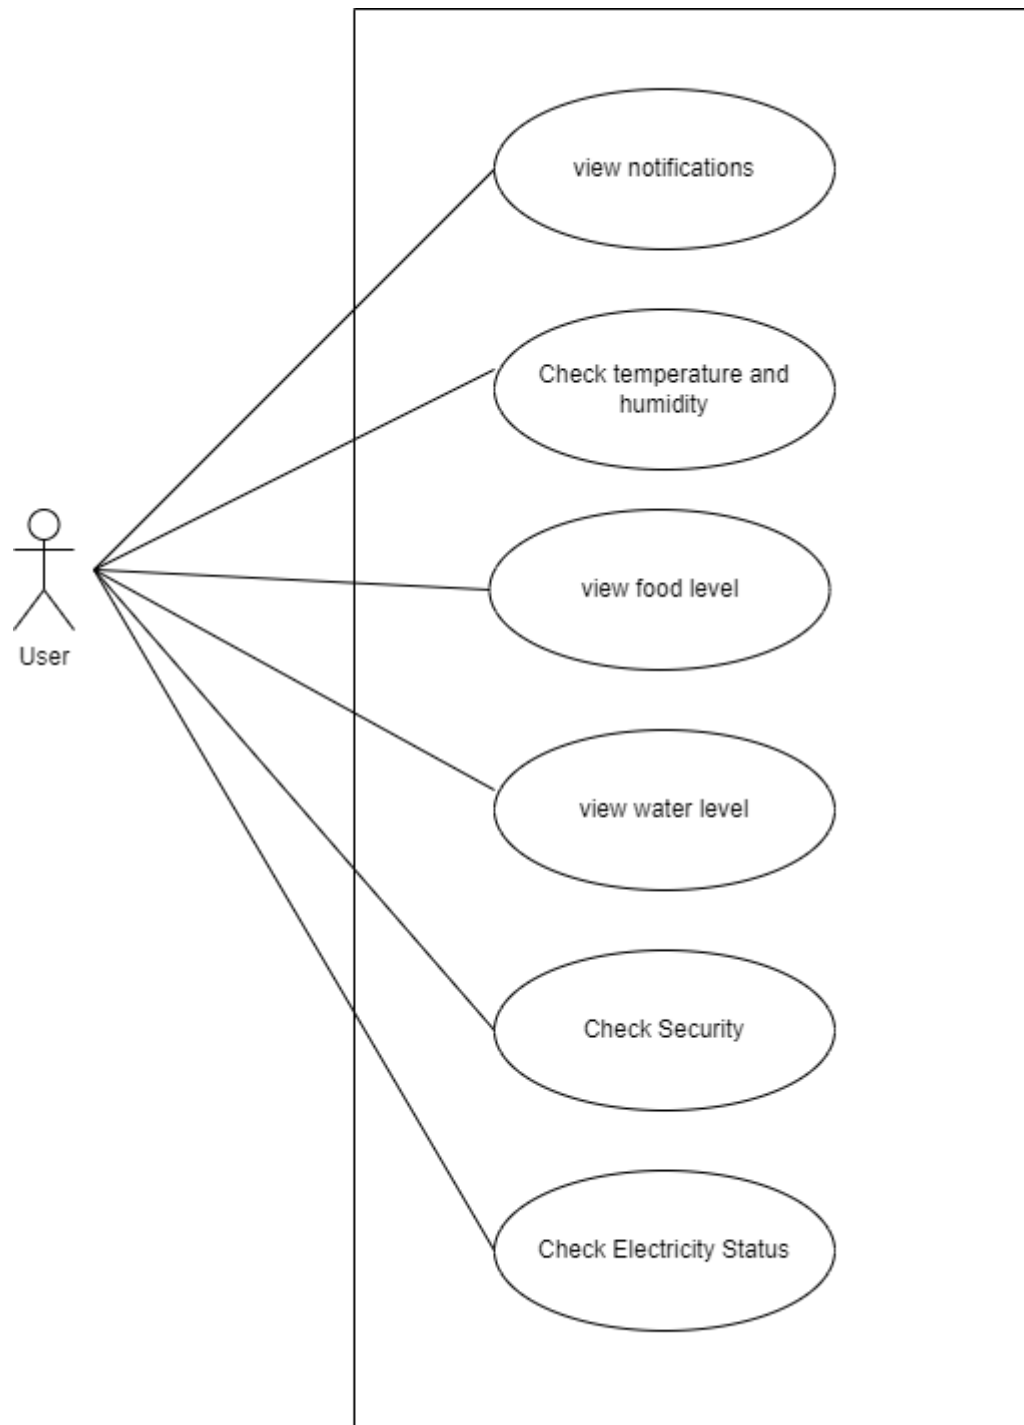 view notifications
Check temperature and
humidity
view food level
User
view water level
Check Security
Check Electricity Status